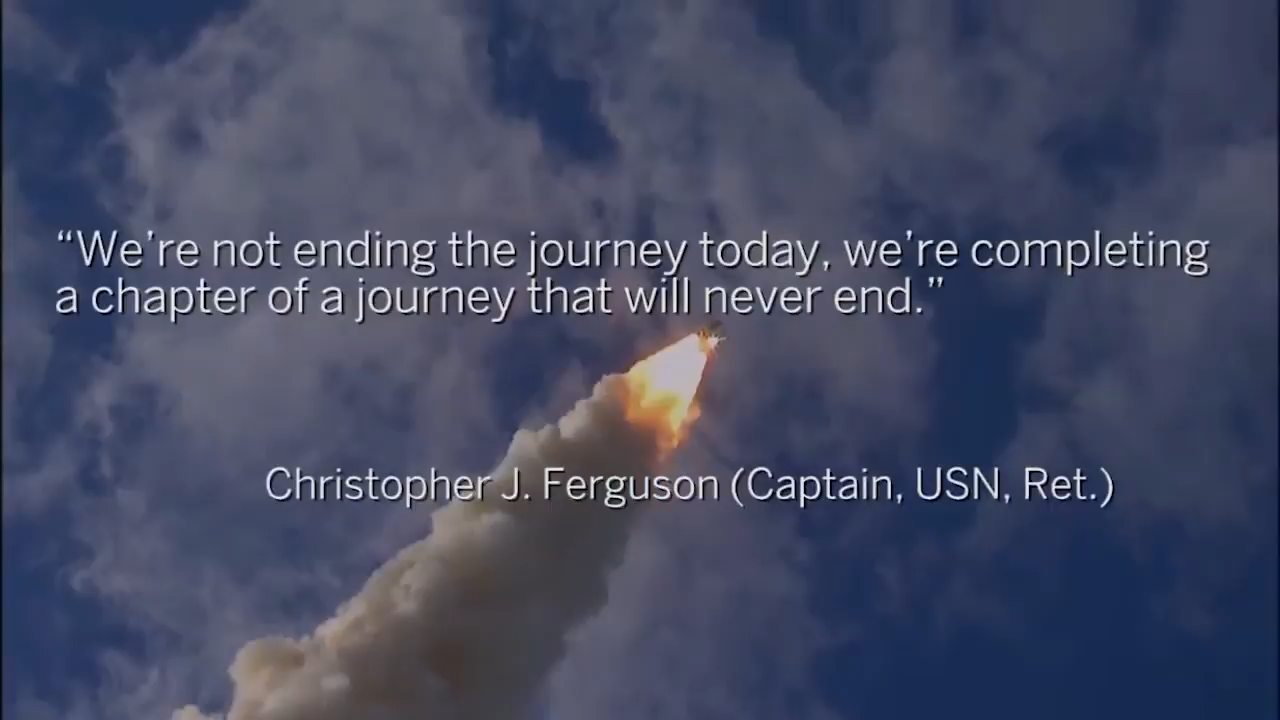 “We’re not ending the journey today, we’re completing
a chapter of a journey that will never end.”
Christopher J. Ferguson (Captain, USN, Ret.)